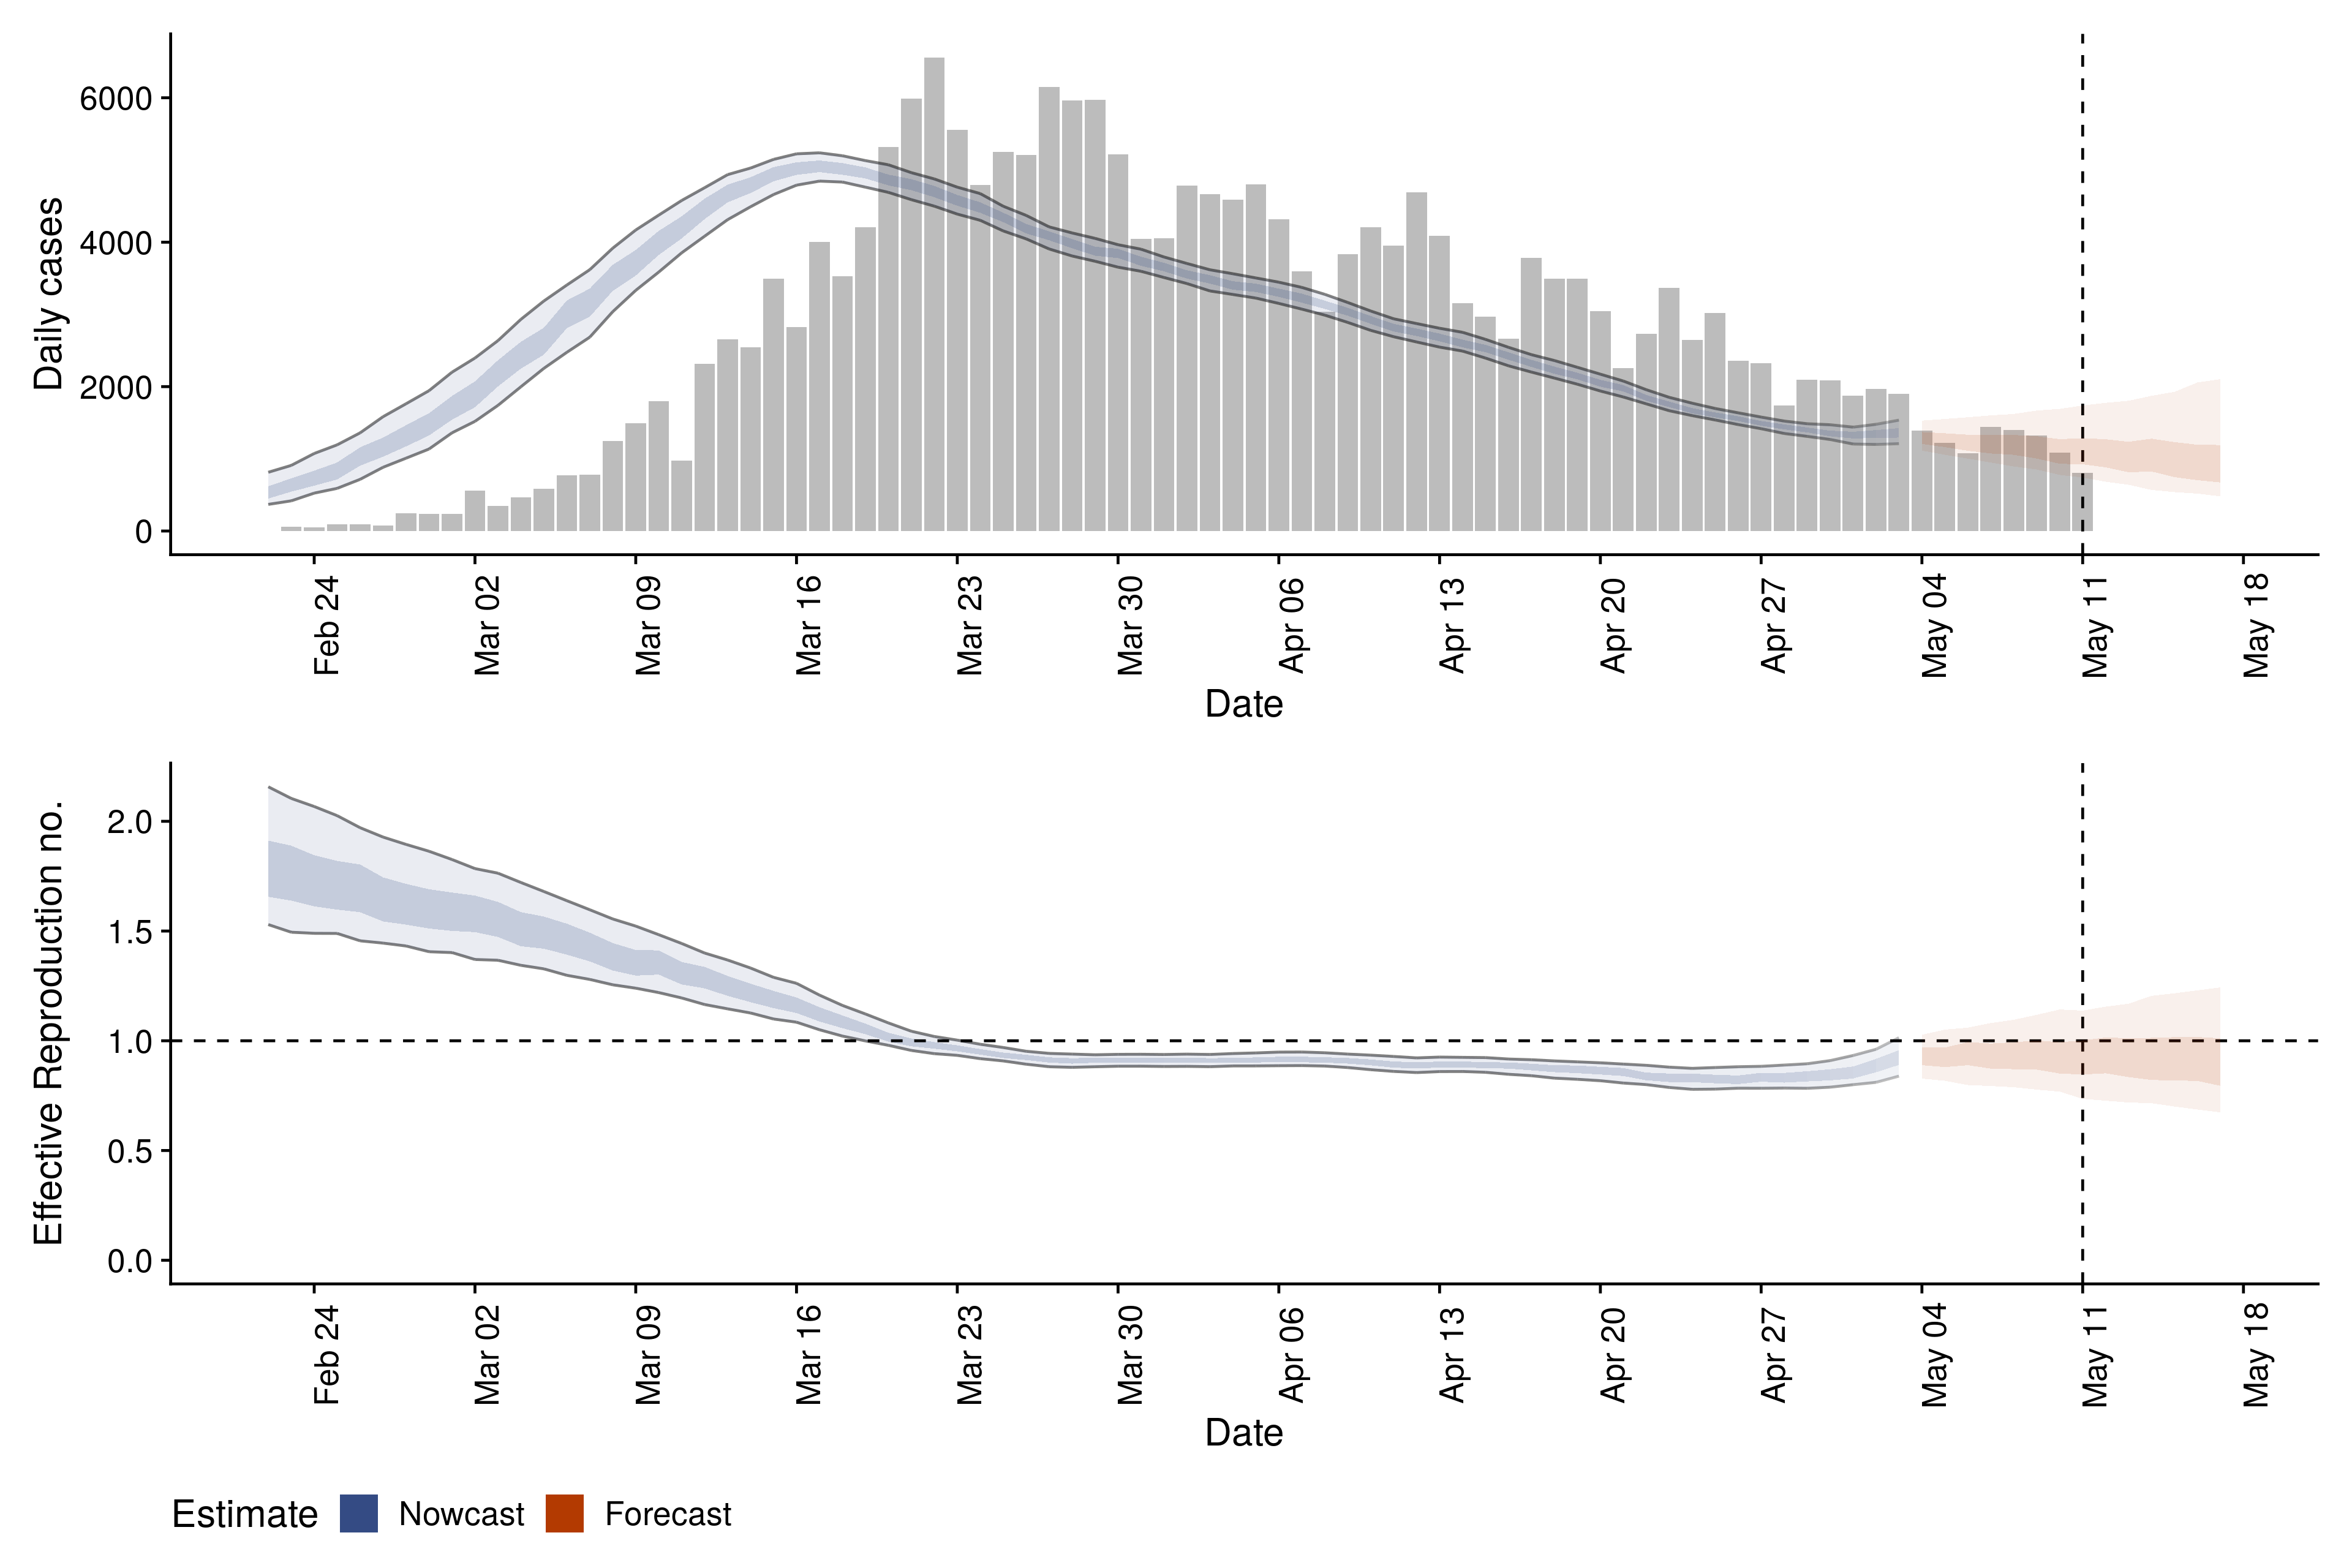 Daily cases
6000
4000
2000
0
Feb 24
Mar 02
Mar 09
Mar 16
Mar 23
Mar 30
Apr 06
Apr 13
Apr 20
Apr 27
May 04
May 11
May 18
Date
Effective Reproduction no.
2.0
1.5
1.0
0.5
0.0
Feb 24
Mar 02
Mar 09
Mar 16
Mar 23
Mar 30
Apr 06
Apr 13
Apr 20
Apr 27
May 04
May 11
May 18
Date
Estimate Nowcast Forecast